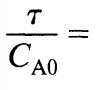 τ / C_A0 =